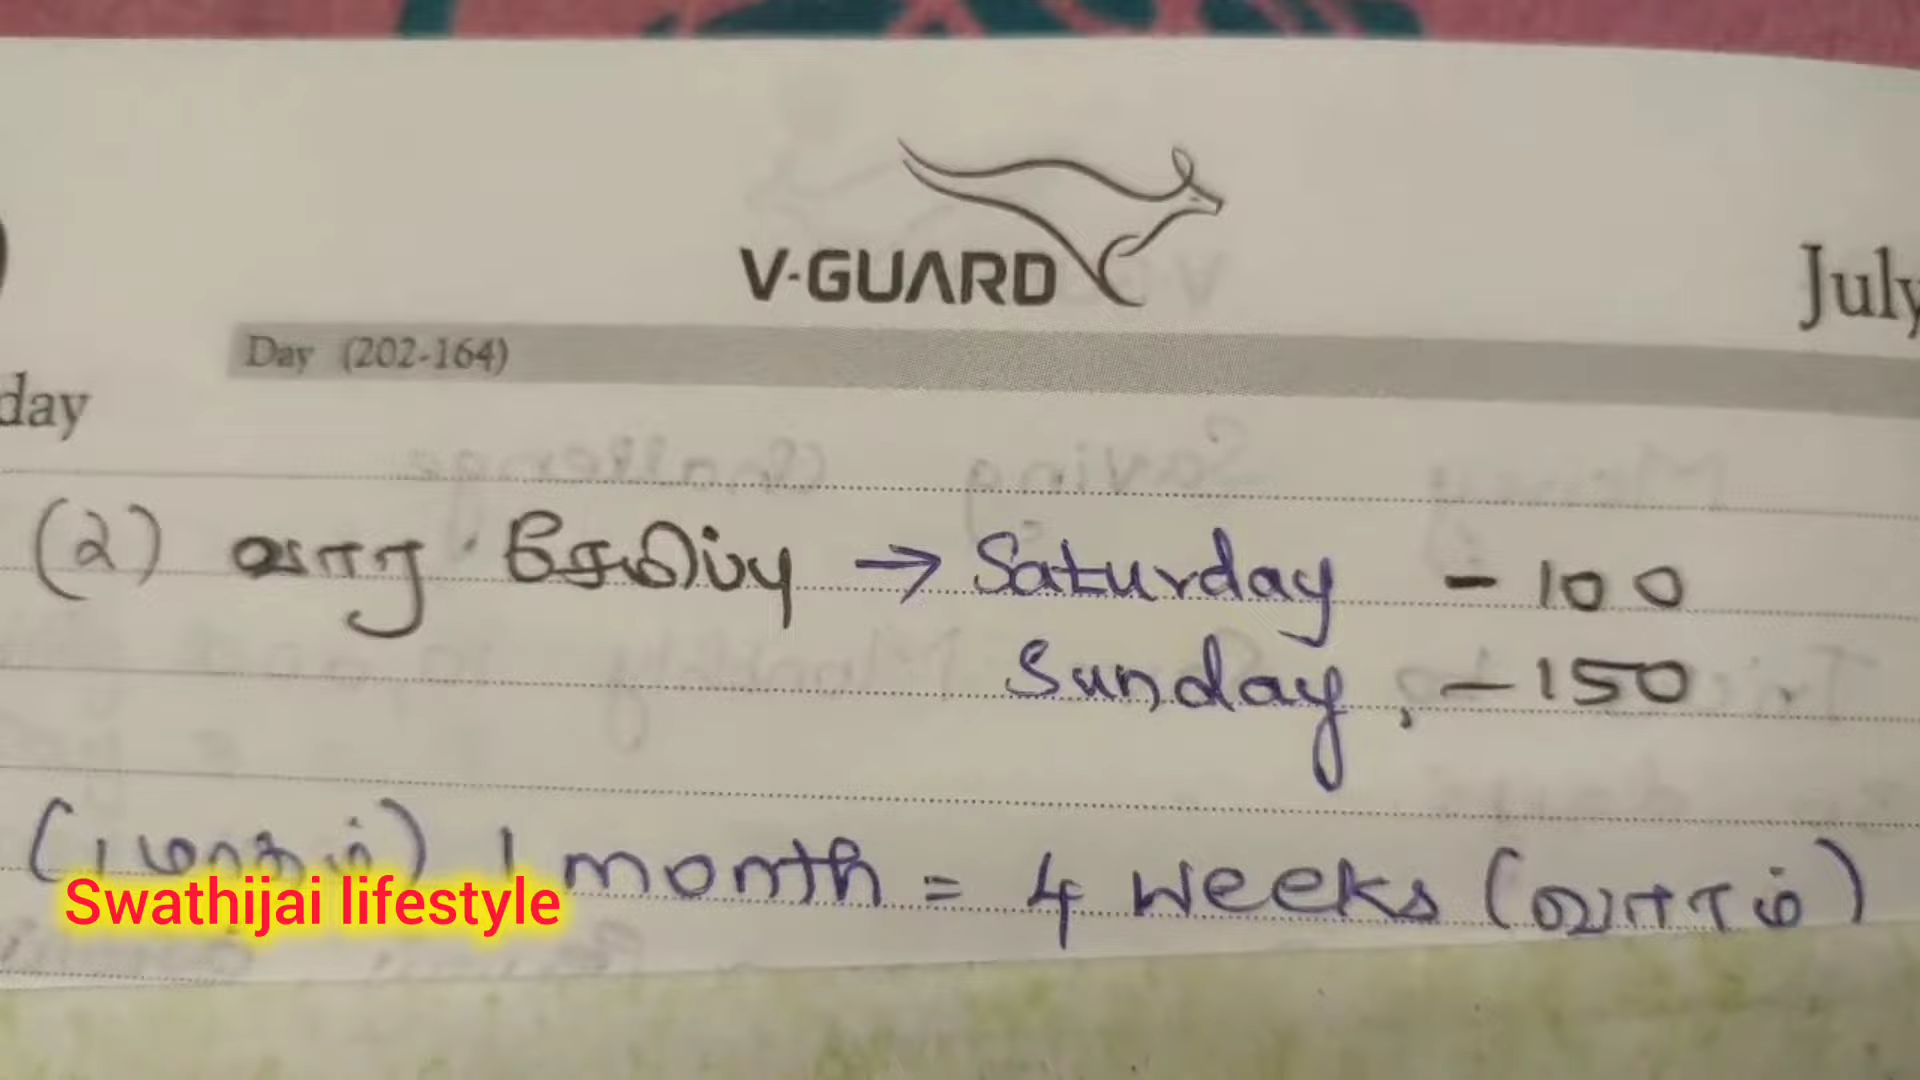 V-GUARD
July
Day (202-164)
day
(2) வார சேமிப்பு → Saturday - 100
Sunday, - 150
(1 மாதம்) 1 month = 4 weeks (வாரம்)
Swathijai lifestyle